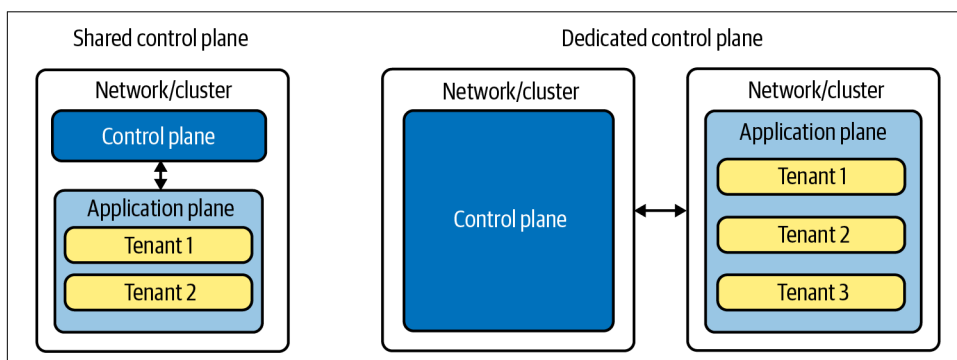 Shared control plane
Network/cluster
Control plane
Application plane
Tenant 1
Tenant 2
Dedicated control plane
Network/cluster
Control plane
Network/cluster
Application plane
Tenant 1
Tenant 2
Tenant 3